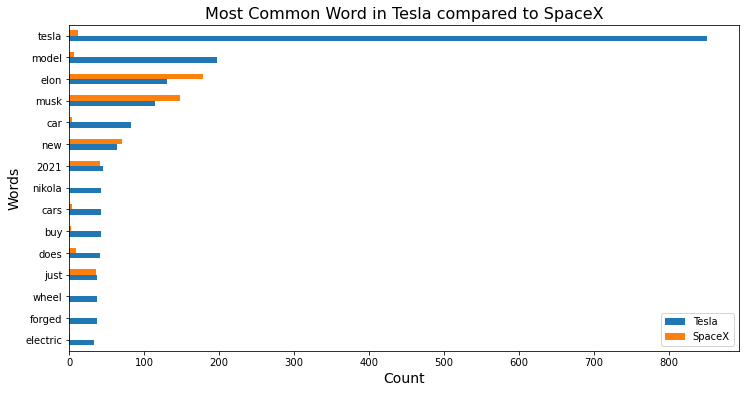 Most Common Word in Tesla compared to SpaceX
tesla
model
elon
musk
car
new
2021
nikola
cars
buy
does
just
wheel
forged
electric
Words
0 100 200 300 400 500 600 700 800
Count
Tesla
SpaceX